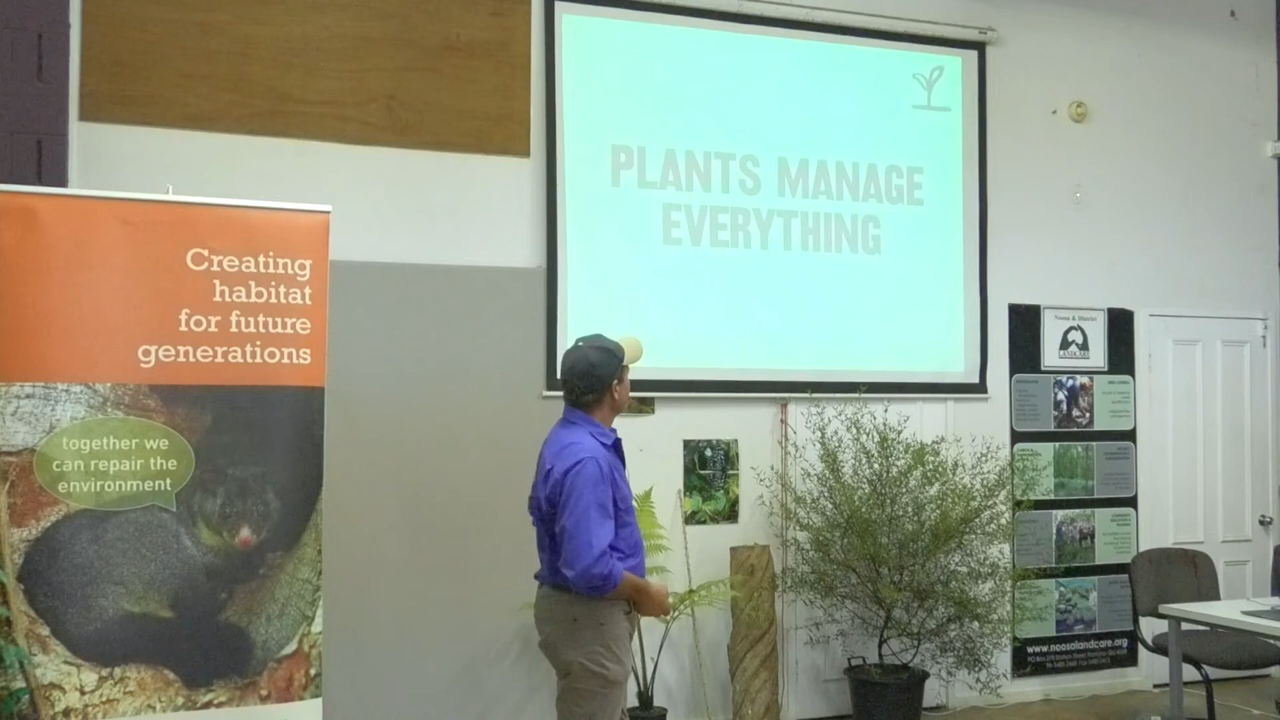 PLANTS MANAGE
EVERYTHING
Creating
habitat
for future
generations
together we
can repair the
environment
Noosa & District
LANDCARE
www.noosalandcare.org